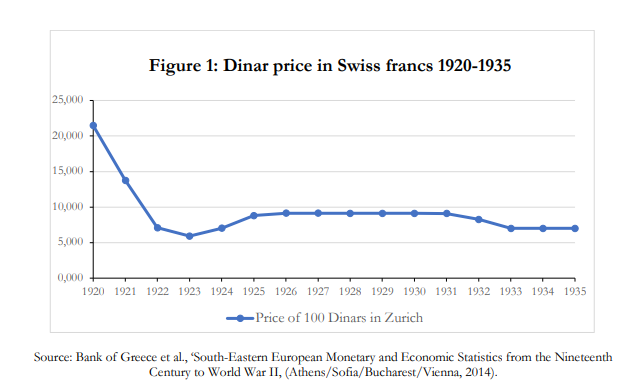 Figure 1: Dinar price in Swiss francs 1920-1935
25,000
20,000
15,000
10,000
5,000
0,000
1920 1921 1922 1923 1924 1925 1926 1927 1928 1929 1930 1931 1932 1933 1934 1935
Price of 100 Dinars in Zurich
Source: Bank of Greece et al., ‘South-Eastern European Monetary and Economic Statistics from the Nineteenth
Century to World War II, (Athens/Sofia/Bucharest/Vienna, 2014).